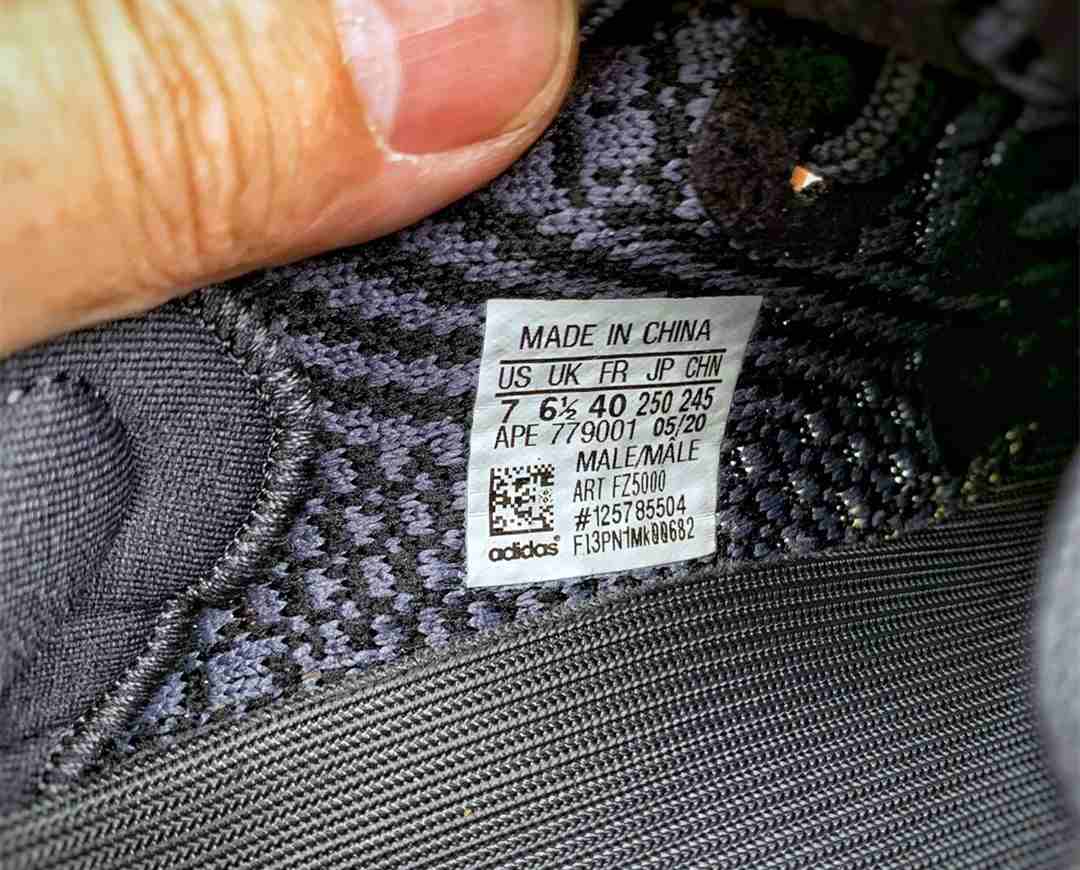 MADE IN CHINA
US UK FR JP CHN
7 6½ 40 250 245
APE 779001 05/20
MALE/MÂLE
ART FZ5000
#125785504
F13PN1Mk00682
adidas